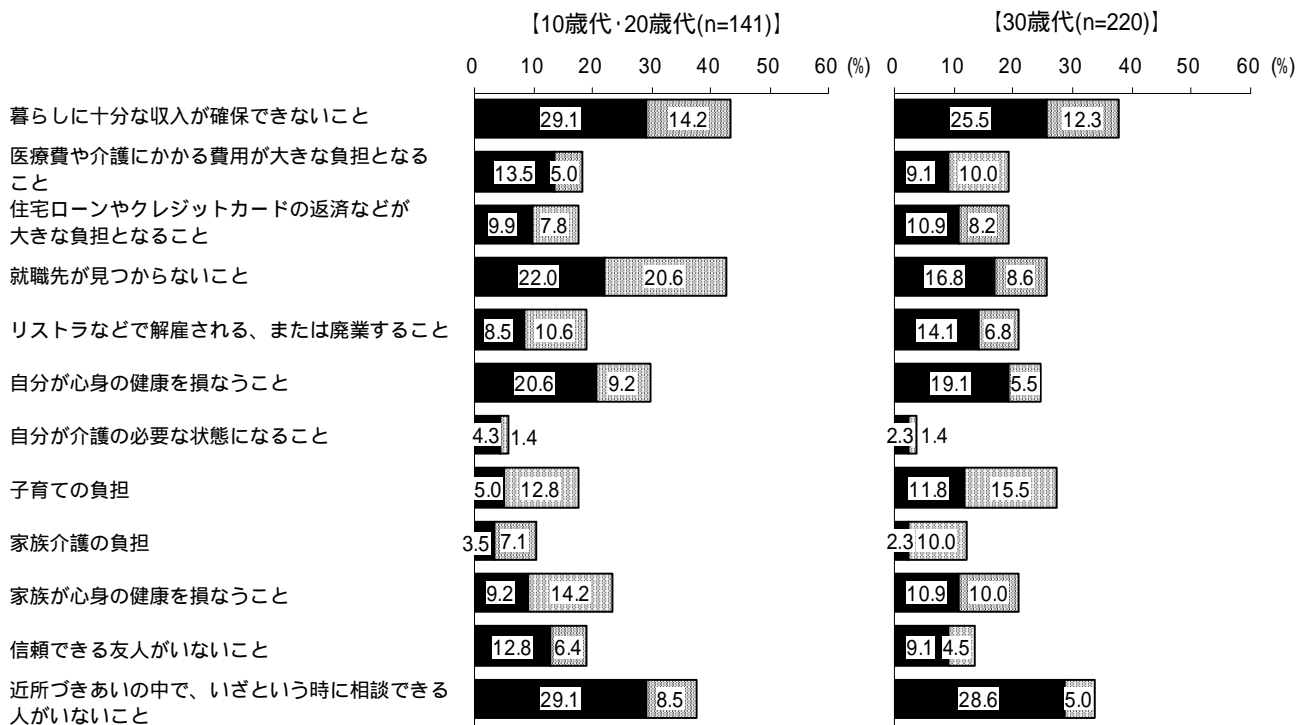 【10歳代･20歳代(n=141)】
【30歳代(n=220)】
0 10 20 30 40 50 60 (%)
0 10 20 30 40 50 60 (%)
暮らしに十分な収入が確保できないこと
29.1 14.2
25.5 12.3
医療費や介護にかかる費用が大きな負担となる
こと
13.5 5.0
9.1 10.0
住宅ローンやクレジットカードの返済などが
大きな負担となること
9.9 7.8
10.9 8.2
就職先が見つからないこと
22.0 20.6
16.8 8.6
リストラなどで解雇される、または廃業すること
8.5 10.6
14.1 6.8
自分が心身の健康を損なうこと
20.6 9.2
19.1 5.5
自分が介護の必要な状態になること
4.3 1.4
2.3 1.4
子育ての負担
5.0 12.8
11.8 15.5
家族介護の負担
3.5 7.1
2.3 10.0
家族が心身の健康を損なうこと
9.2 14.2
10.9 10.0
信頼できる友人がいないこと
12.8 6.4
9.1 4.5
近所づきあいの中で、いざという時に相談できる
人がいないこと
29.1 8.5
28.6 5.0